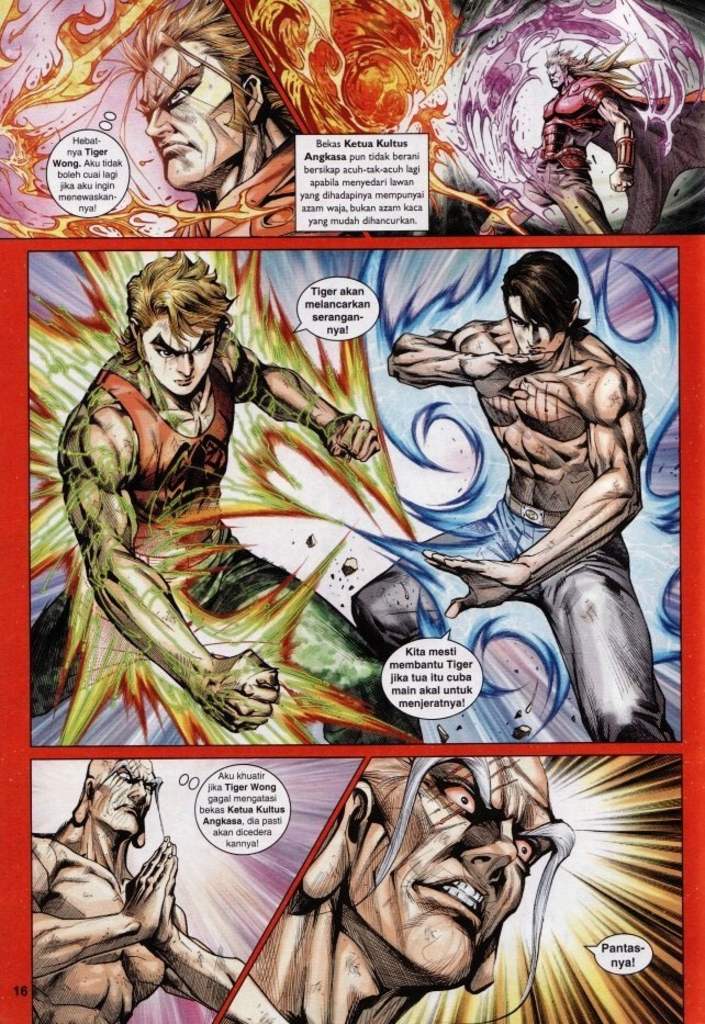 Hebat-
nya Tiger
Wong. Aku tidak
boleh cuai lagi
jika aku ingin
menewaskan-
nya!
Bekas Ketua Kultus
Angkasa pun tidak berani
bersikap acuh-tak-acuh lagi
apabila menyedari lawan
yang dihadapinya mempunyai
azam waja, bukan azam kaca
yang mudah dihancurkan.
Tiger akan
melancarkan
serangan-
nya!
Kita mesti
membantu Tiger
jika tua itu cuba
main akal untuk
menjeratnya!
Aku khuatir
jika Tiger Wong
gagal mengatasi
bekas Ketua Kultus
Angkasa, dia pasti
akan dicedera
kannya!
Pantas-
nya!
16